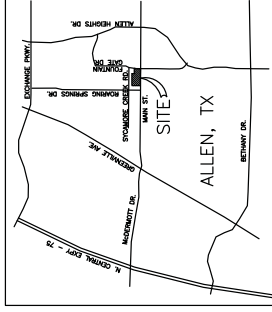 ALLEN HEIGHTS DR.
EXCHANGE PKWY.
FOUNTAIN
GATE DR.
ROARING SPRINGS DR.
SYCAMORE CREEK RD.
MAIN ST.
SITE
GREENVILLE AVE.
ALLEN, TX
BETHANY DR.
McDERMOTT DR.
N. CENTRAL EXPY - 75